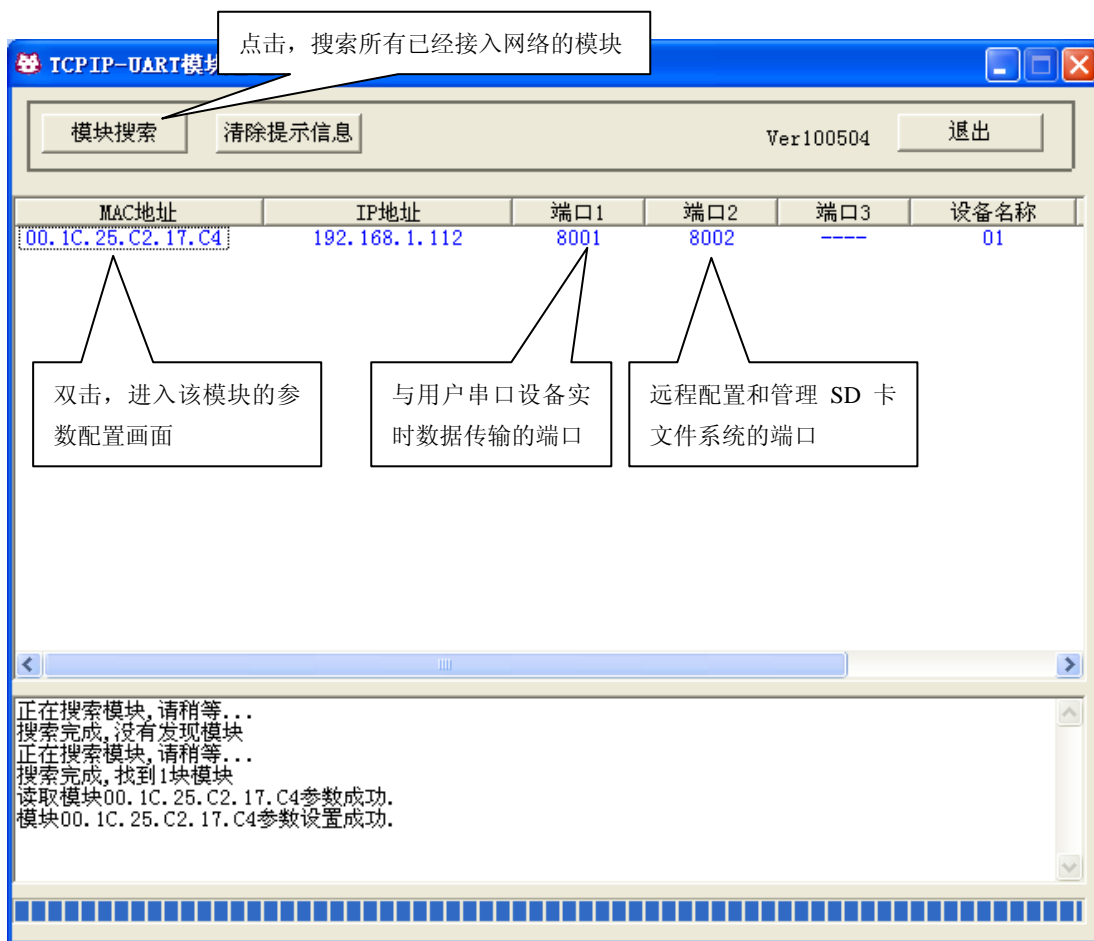 点击，搜索所有已经接入网络的模块
TCPIP-UART模块
模块搜索 清除提示信息 Ver100504 退出
MAC地址 IP地址 端口1 端口2 端口3 设备名称
00.1C.25.C2.17.C4 192.168.1.112 8001 8002 ---- 01
双击，进入该模块的参
数配置画面
与用户串口设备实
时数据传输的端口
远程配置和管理 SD 卡
文件系统的端口
正在搜索模块,请稍等...
搜索完成,没有发现模块
正在搜索模块,请稍等...
搜索完成,找到1块模块
读取模块00.1C.25.C2.17.C4参数成功.
模块00.1C.25.C2.17.C4参数设置成功.